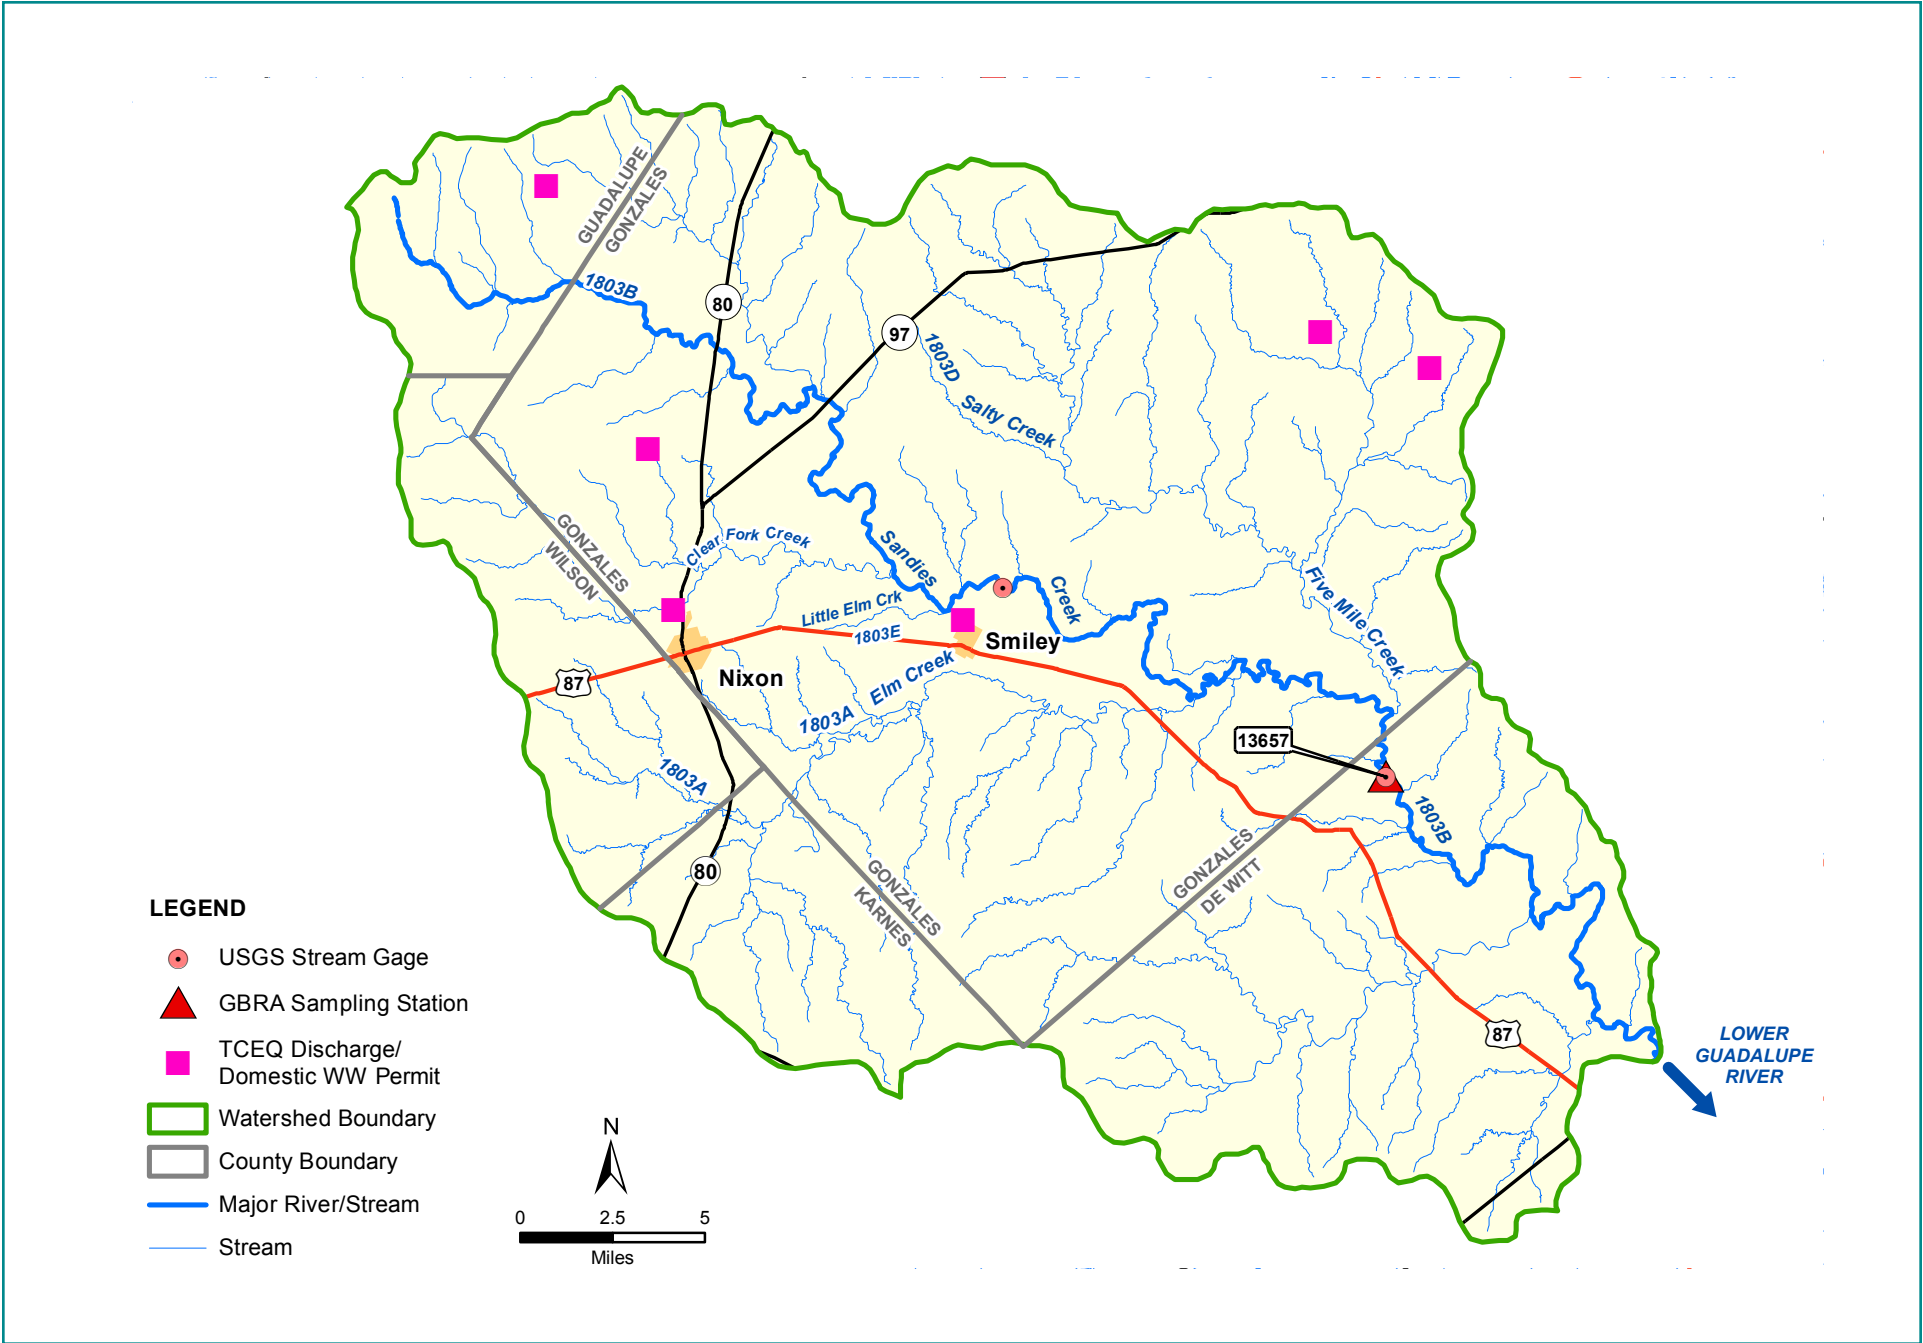 GUADALUPE
GONZALES
1803B
80
97
1803D
Salty Creek
GONZALES
WILSON
Clear Fork Creek
Sandies
Creek
Five Mile Creek
Little Elm Crk
1803E
Smiley
87
Nixon
Elm Creek
1803A
13657
1803A
1803B
80
GONZALES
KARNES
GONZALES
DE WITT
87
LOWER
GUADALUPE
RIVER
LEGEND
USGS Stream Gage
GBRA Sampling Station
TCEQ Discharge/
Domestic WW Permit
Watershed Boundary
County Boundary
Major River/Stream
Stream
N
0 2.5 5
Miles